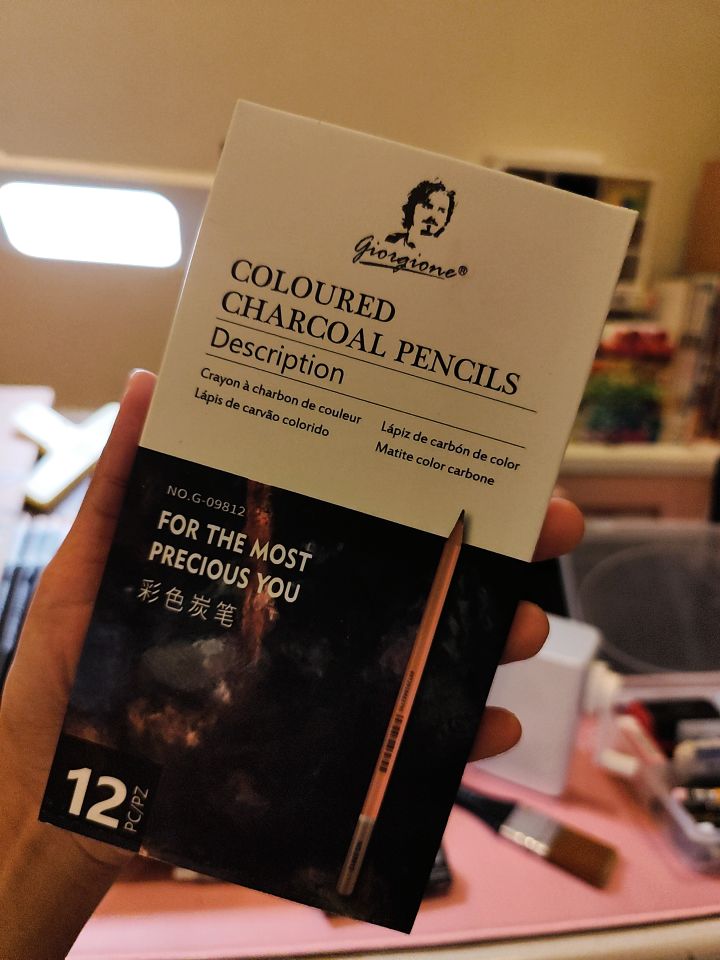 Giorgione®
COLOURED
CHARCOAL PENCILS
Description
Crayon à charbon de couleur
Lápis de carvão colorido
Lápiz de carbón de color
Matite color carbone
NO.G-09812
FOR THE MOST
PRECIOUS YOU
彩色炭笔
12 PC/PZ